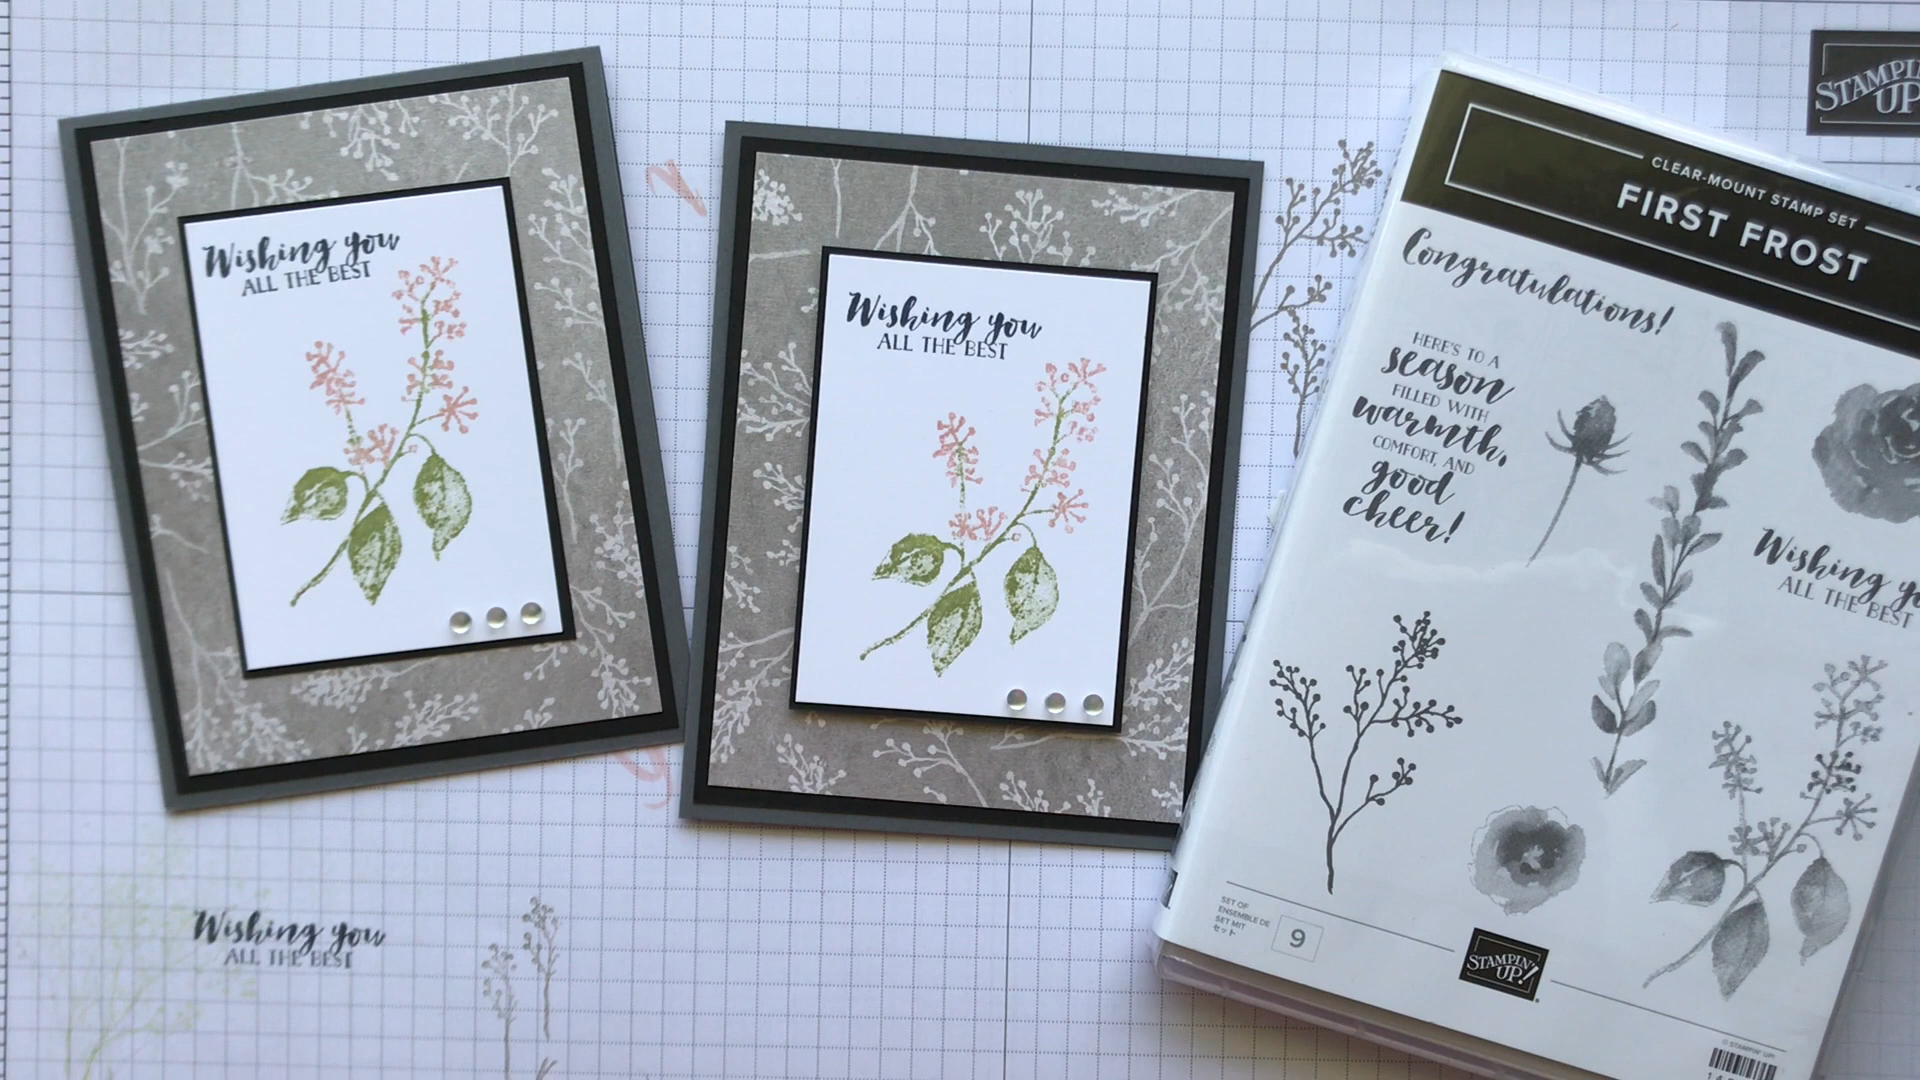 Wishing you
ALL THE BEST
Wishing you
ALL THE BEST
Wishing you
ALL THE BEST
STAMPIN'
UP
CLEAR-MOUNT STAMP SET
FIRST FROST
Congratulations!
HERE'S TO A
season
FILLED WITH
warmth,
COMFORT, AND
good
cheer!
Wishing yo
ALL THE BEST
SET OF
ENSEMBLE DE
SET MIT
セット
9
STAMPIN'
UP!
© STAMPIN' UP!